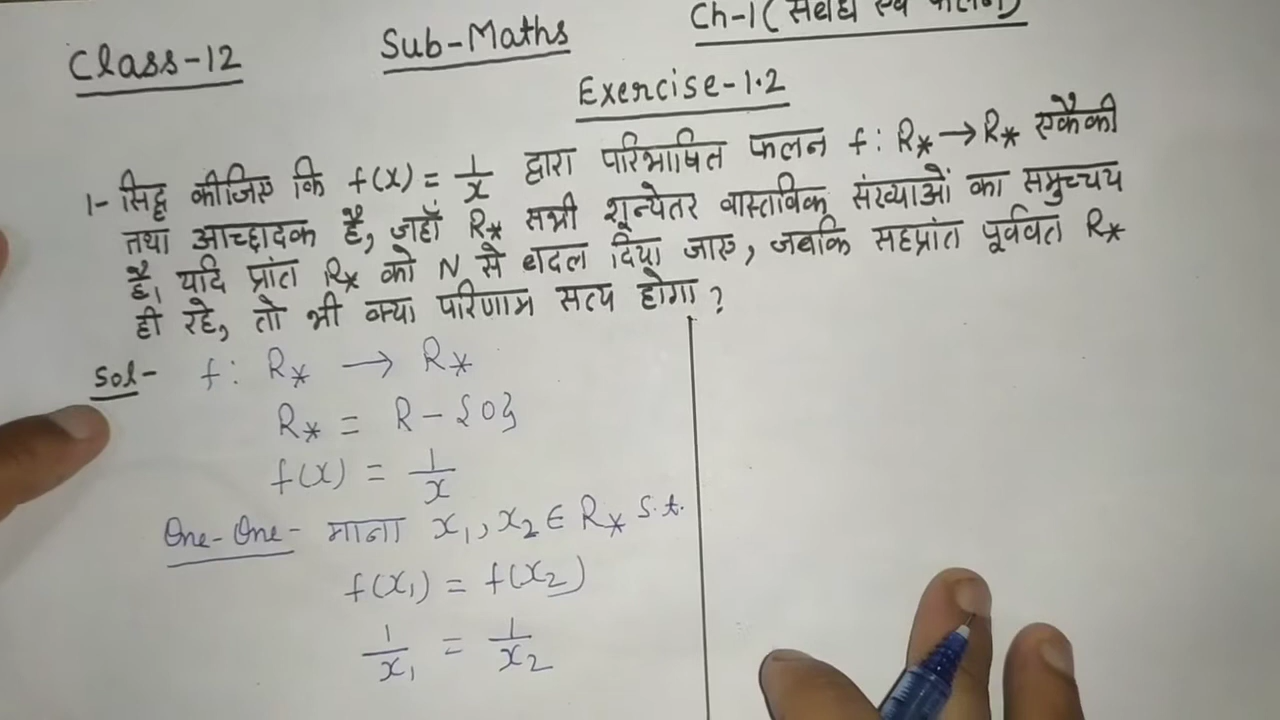 Class-12 Sub-Maths Ch-1(संबंध एवं फलन)
Exercise-1.2
1- सिद्ध कीजिए कि f(x) = 1/x द्वारा परिभाषित फलन f: R* → R* एकैकी
तथा आच्छादक है, जहाँ R* सभी शून्येतर वास्तविक संख्याओं का समुच्चय
है। यदि प्रांत R* को N से बदल दिया जाए, जबकि सहप्रांत पूर्ववत R*
ही रहे, तो भी क्या परिणाम सत्य होगा?
Sol- f: R* → R*
R* = R - {0}
f(x) = 1/x
One-One- माना x₁, x₂ ∈ R* s.t.
f(x₁) = f(x₂)
1/x₁ = 1/x₂